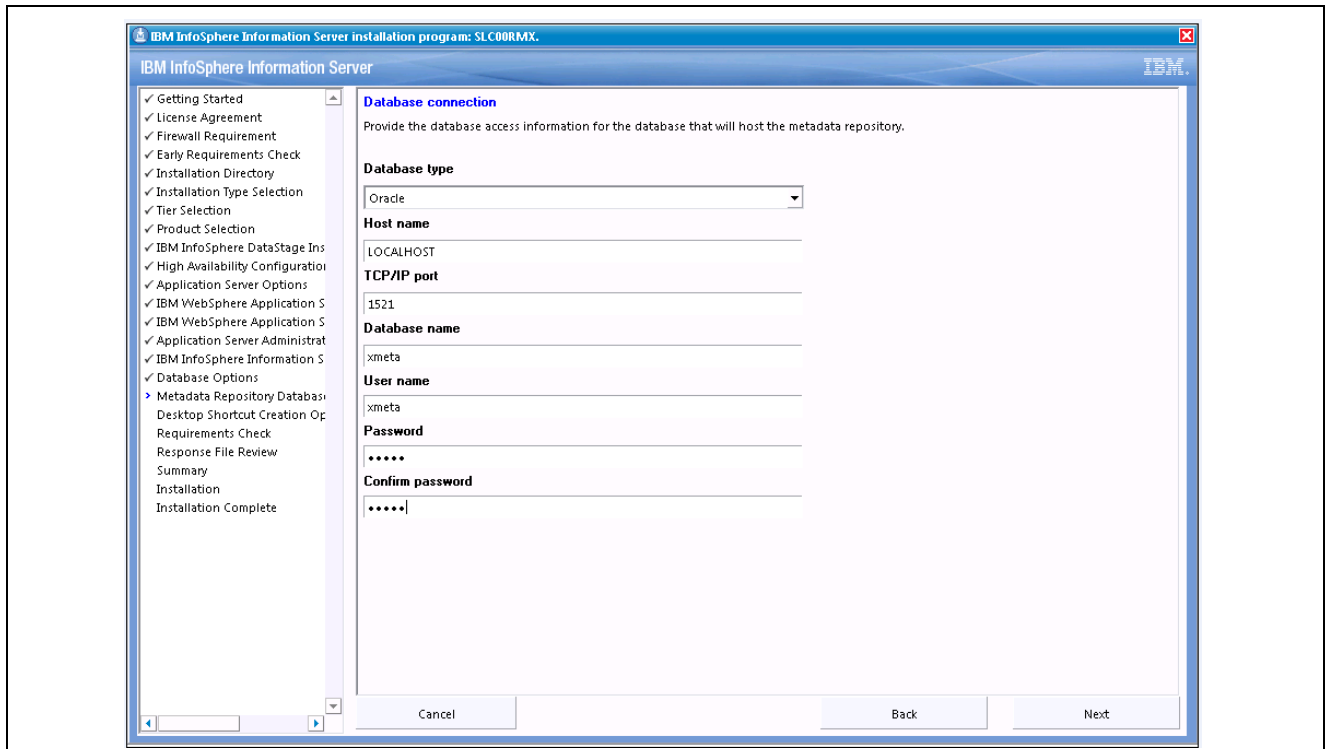 IBM InfoSphere Information Server installation program: SLC00RMX.
IBM InfoSphere Information Server
IBM.
✓ Getting Started
✓ License Agreement
✓ Firewall Requirement
✓ Early Requirements Check
✓ Installation Directory
✓ Installation Type Selection
✓ Tier Selection
✓ Product Selection
✓ IBM InfoSphere DataStage Ins
✓ High Availability Configuration
✓ Application Server Options
✓ IBM WebSphere Application S
✓ IBM WebSphere Application S
✓ Application Server Administrat
✓ IBM InfoSphere Information S
✓ Database Options
> Metadata Repository Databas
Desktop Shortcut Creation Op
Requirements Check
Response File Review
Summary
Installation
Installation Complete
Database connection
Provide the database access information for the database that will host the metadata repository.
Database type
Oracle
Host name
LOCALHOST
TCP/IP port
1521
Database name
xmeta
User name
xmeta
Password
•••••
Confirm password
•••••
Cancel
Back
Next